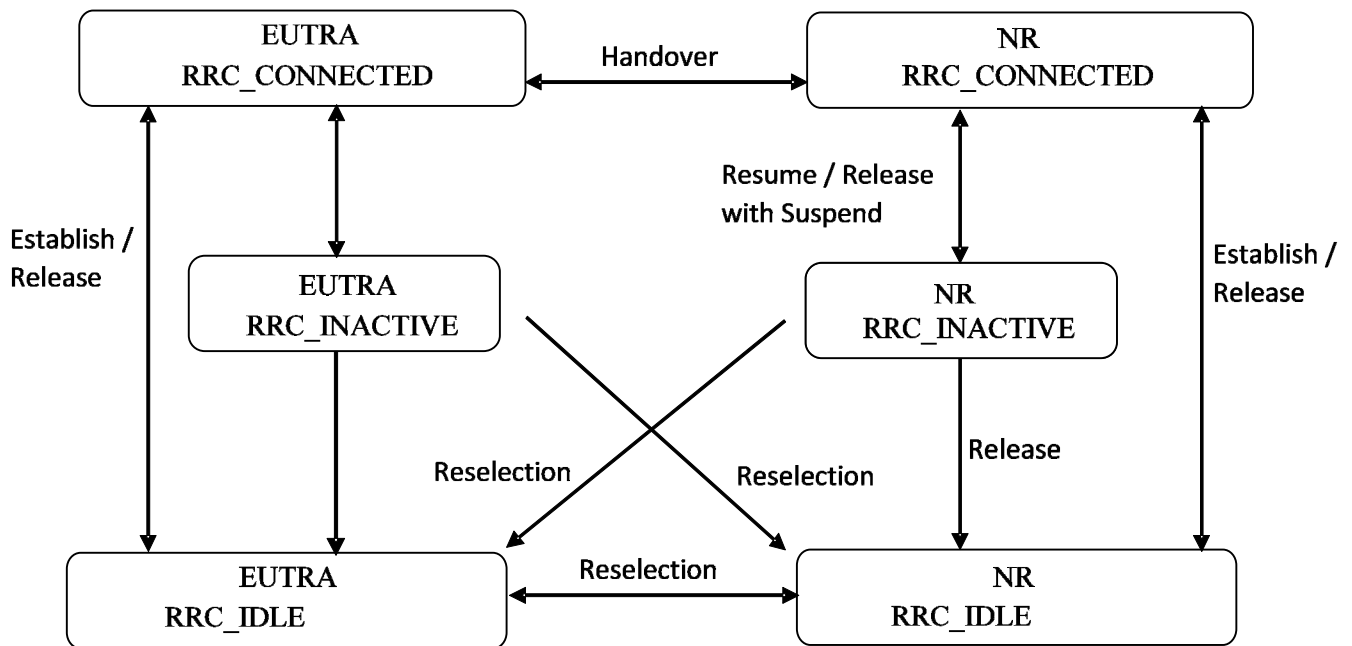 EUTRA
RRC_CONNECTED
Handover
NR
RRC_CONNECTED
Establish /
Release
Resume / Release
with Suspend
Establish /
Release
EUTRA
RRC_INACTIVE
NR
RRC_INACTIVE
Reselection
Reselection
Release
EUTRA
RRC_IDLE
Reselection
NR
RRC_IDLE